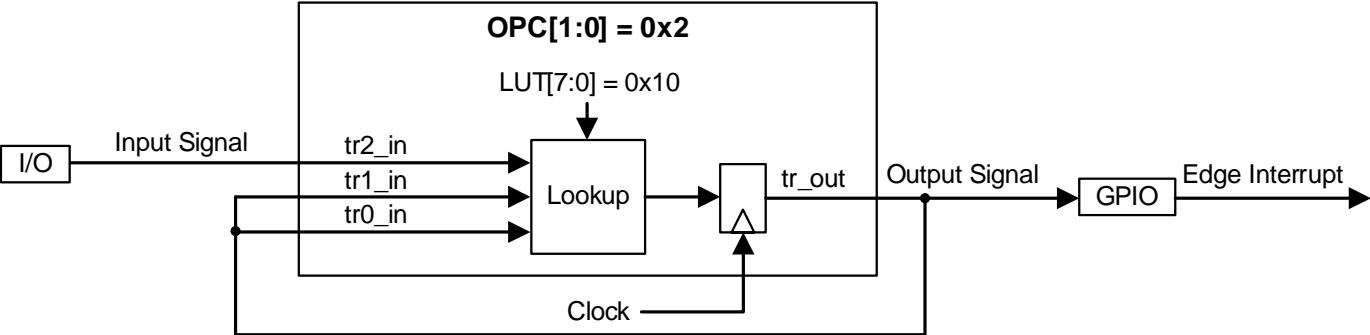 OPC[1:0] = 0x2
LUT[7:0] = 0x10
I/O
Input Signal
tr2_in
tr1_in
tr0_in
Lookup
tr_out
Output Signal
GPIO
Edge Interrupt
Clock